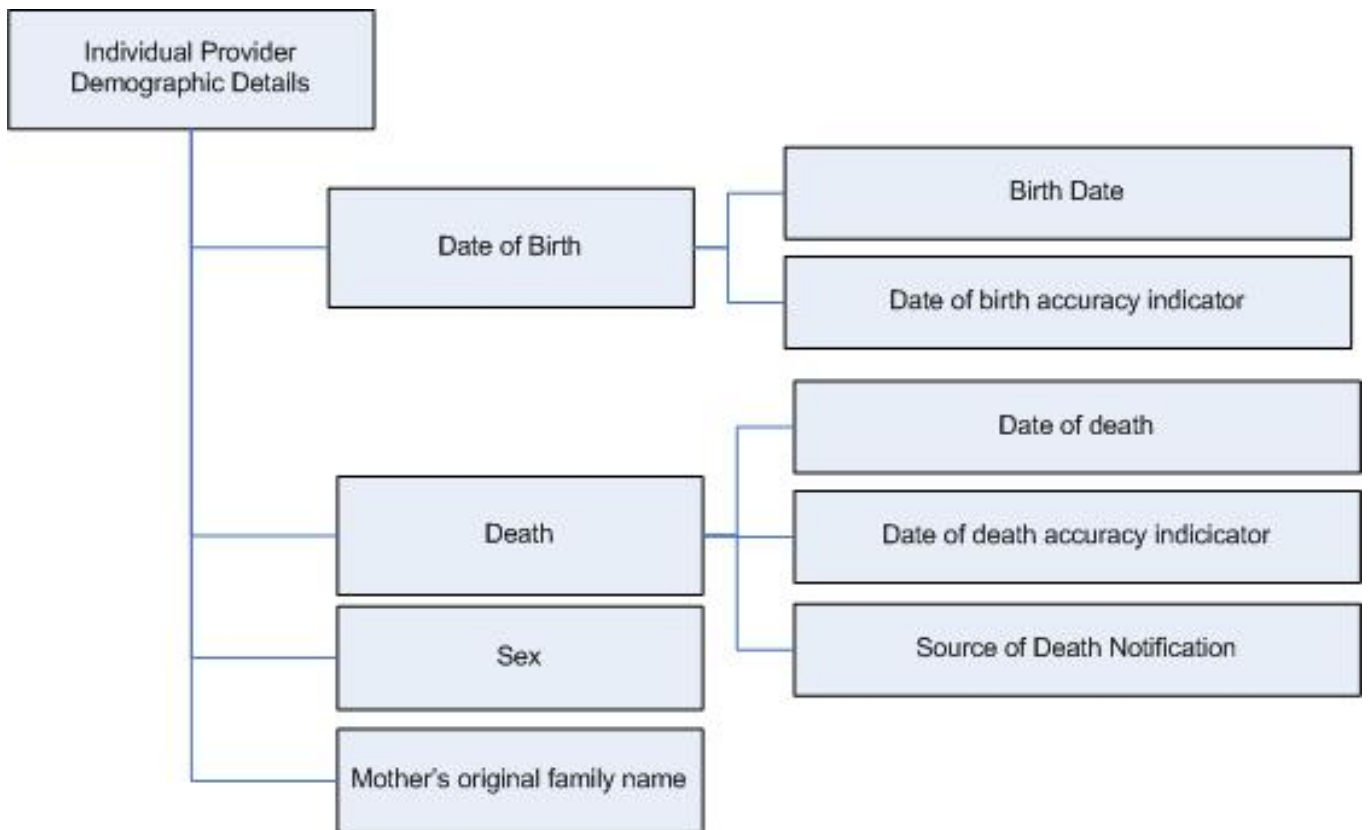 Individual Provider
Demographic Details
Date of Birth
Birth Date
Date of birth accuracy indicator
Death
Date of death
Date of death accuracy indicicator
Source of Death Notification
Sex
Mother's original family name